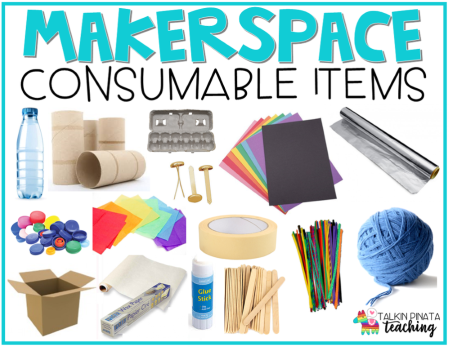 MAKERSPACE
CONSUMABLE ITEMS
Glue
Stick
TALKIN PINATA
teaching